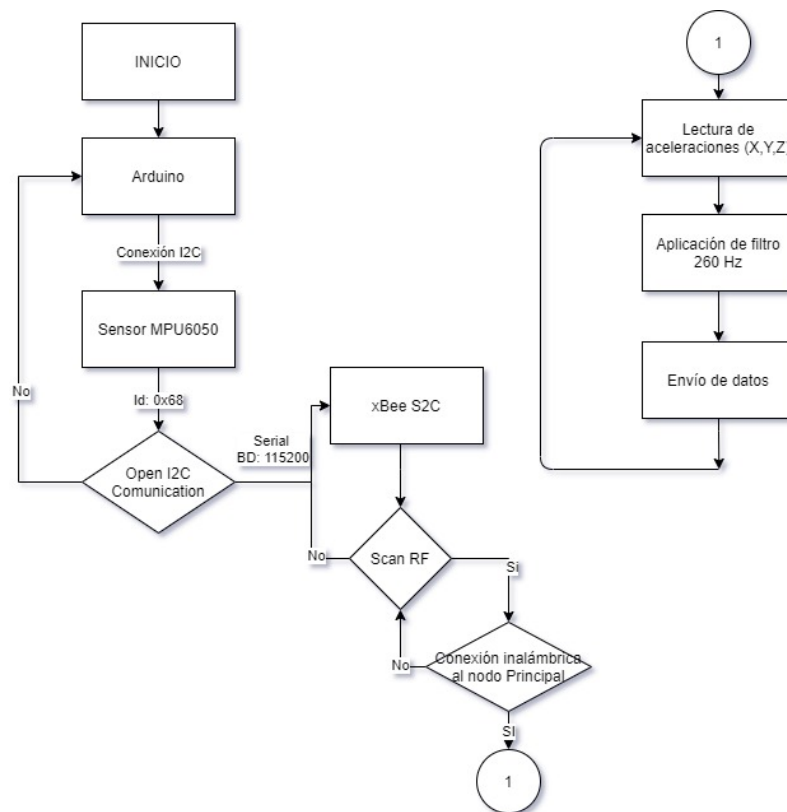 INICIO
Arduino
Conexión I2C
Sensor MPU6050
No
Id: 0x68
Open I2C
Comunication
Serial
BD: 115200
xBee S2C
Scan RF
No
Si
Conexión inalámbrica
al nodo Principal
No
SI
1
1
Lectura de
aceleraciones (X,Y,Z)
Aplicación de filtro
260 Hz
Envío de datos